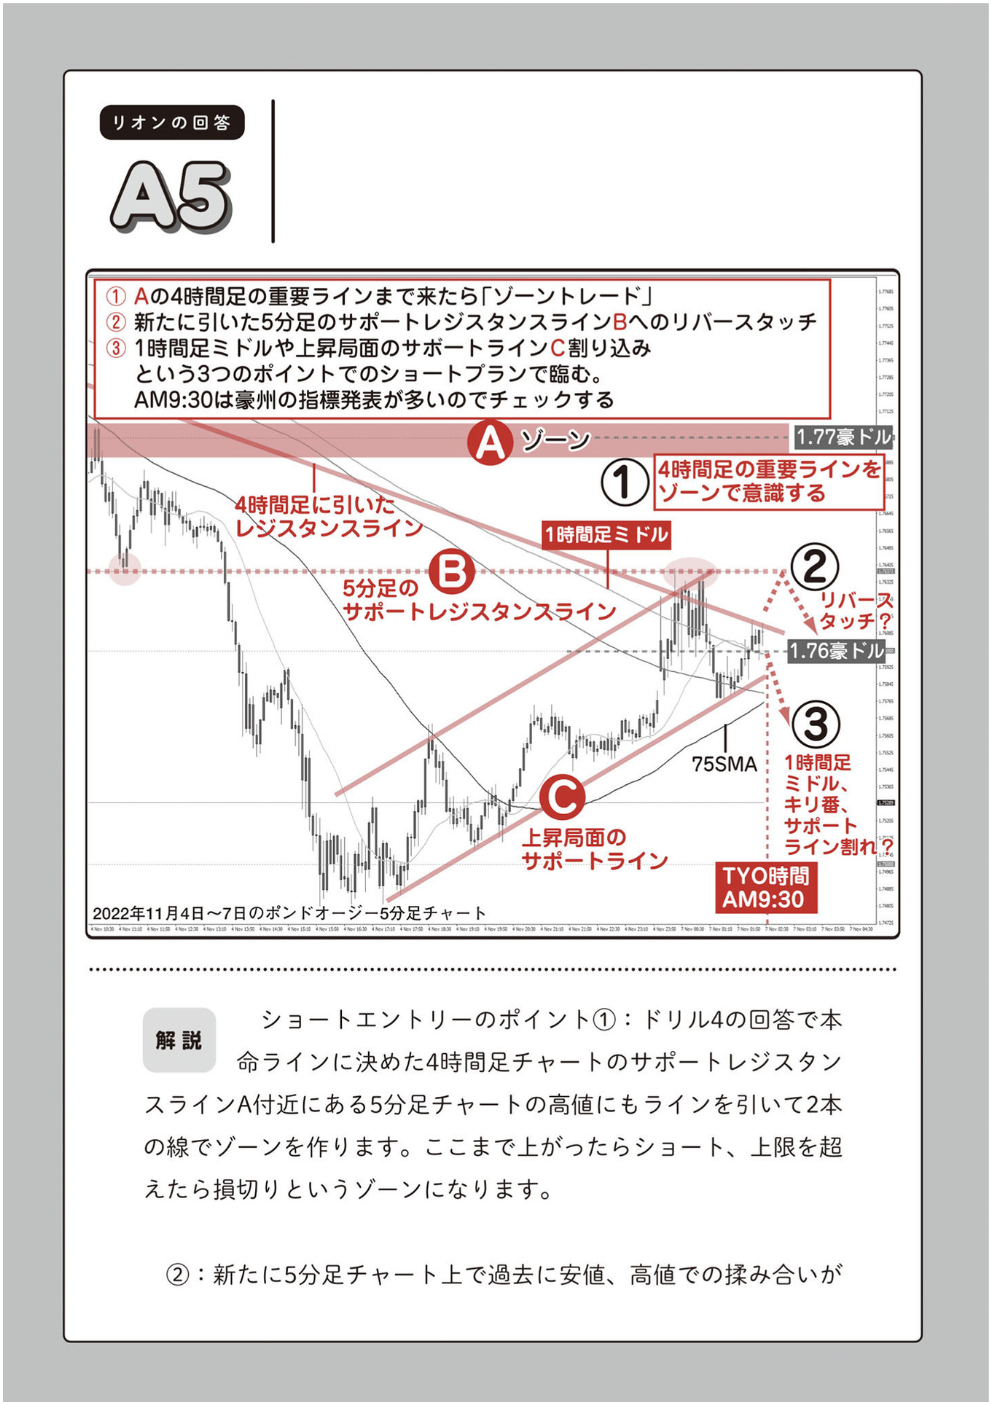 リオンの回答
A5
① Aの4時間足の重要ラインまで来たら「ゾーントレード」
② 新たに引いた5分足のサポートレジスタンスラインBへのリバースタッチ
③ 1時間足ミドルや上昇局面のサポートラインC割り込み
という3つのポイントでのショートプランで臨む。
AM9:30は豪州の指標発表が多いのでチェックする
A ゾーン
1.77豪ドル
① 4時間足の重要ラインを
ゾーンで意識する
4時間足に引いた
レジスタンスライン
1時間足ミドル
B
5分足の
サポートレジスタンスライン
②
リバース
タッチ?
1.76豪ドル
③
1時間足
ミドル、
キリ番、
サポート
ライン割れ?
75SMA
C
上昇局面の
サポートライン
TYO時間
AM9:30
2022年11月4日～7日のポンドオージー5分足チャート
解説
ショートエントリーのポイント①：ドリル4の回答で本
命ラインに決めた4時間足チャートのサポートレジスタン
スラインA付近にある5分足チャートの高値にもラインを引いて2本
の線でゾーンを作ります。ここまで上がったらショート、上限を超
えたら損切りというゾーンになります。
②：新たに5分足チャート上で過去に安値、高値での揉み合いが